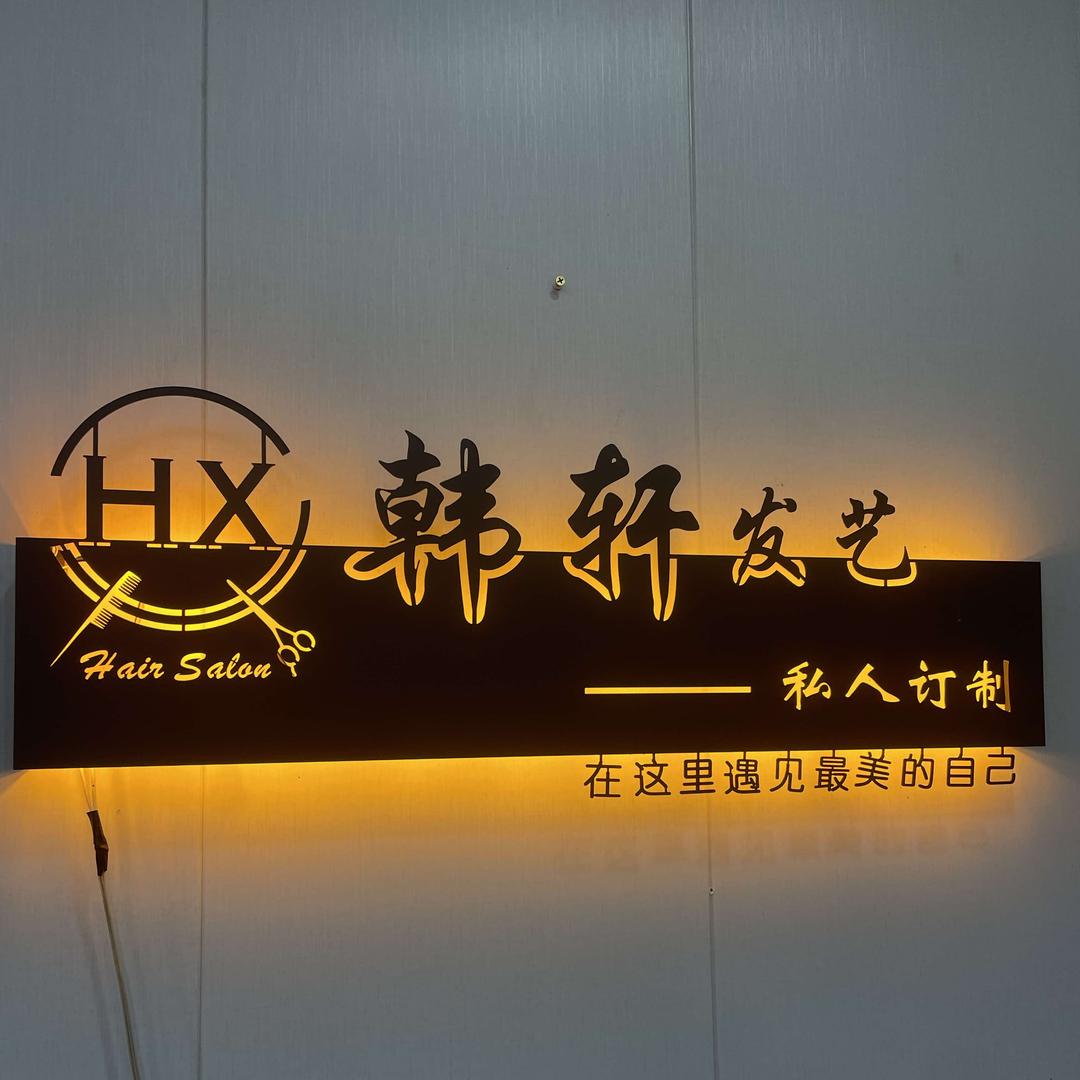 HX
Hair Salon
韩轩发艺
私人订制
在这里遇见最美的自己